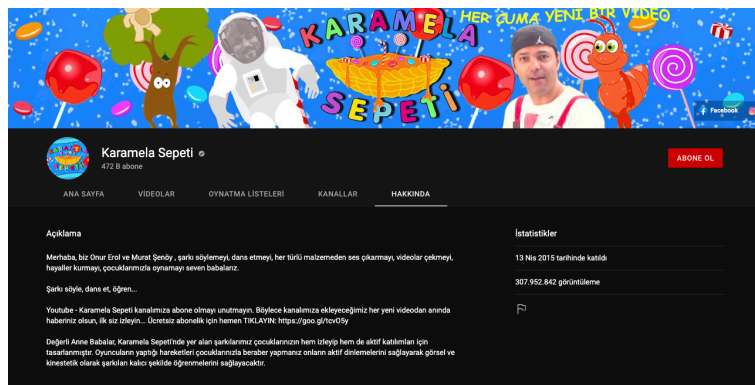 HER CUMA YENİ BİR VİDEO
KARAMELA
SEPETİ
Facebook
Karamela Sepeti
472 B abone
ABONE OL
ANA SAYFA VİDEOLAR OYNATMA LİSTELERİ KANALLAR HAKKINDA
Açıklama
Merhaba, biz Onur Erol ve Murat Şenöy , şarkı söylemeyi, dans etmeyi, her türlü malzemeden ses çıkarmayı, videolar çekmeyi,
hayaller kurmayı, çocuklarımızla oynamayı seven babalarız.
Şarkı söyle, dans et, öğren...
Youtube - Karamela Sepeti kanalımıza abone olmayı unutmayın. Böylece kanalımıza ekleyeceğimiz her yeni videodan anında
haberiniz olsun, ilk siz izleyin... Ücretsiz abonelik için hemen TIKLAYIN: https://goo.gl/tcvO5y
Değerli Anne Babalar, Karamela Sepeti'nde yer alan şarkılarımız çocuklarınızın hem izleyip hem de aktif katılımları için
tasarlanmıştır. Oyuncuların yaptığı hareketleri çocuklarınızla beraber yapmanız onların aktif dinlemelerini sağlayarak görsel ve
kinestetik olarak şarkıları kalıcı şekilde öğrenmelerini sağlayacaktır.
İstatistikler
13 Nis 2015 tarihinde katıldı
307.952.842 görüntüleme